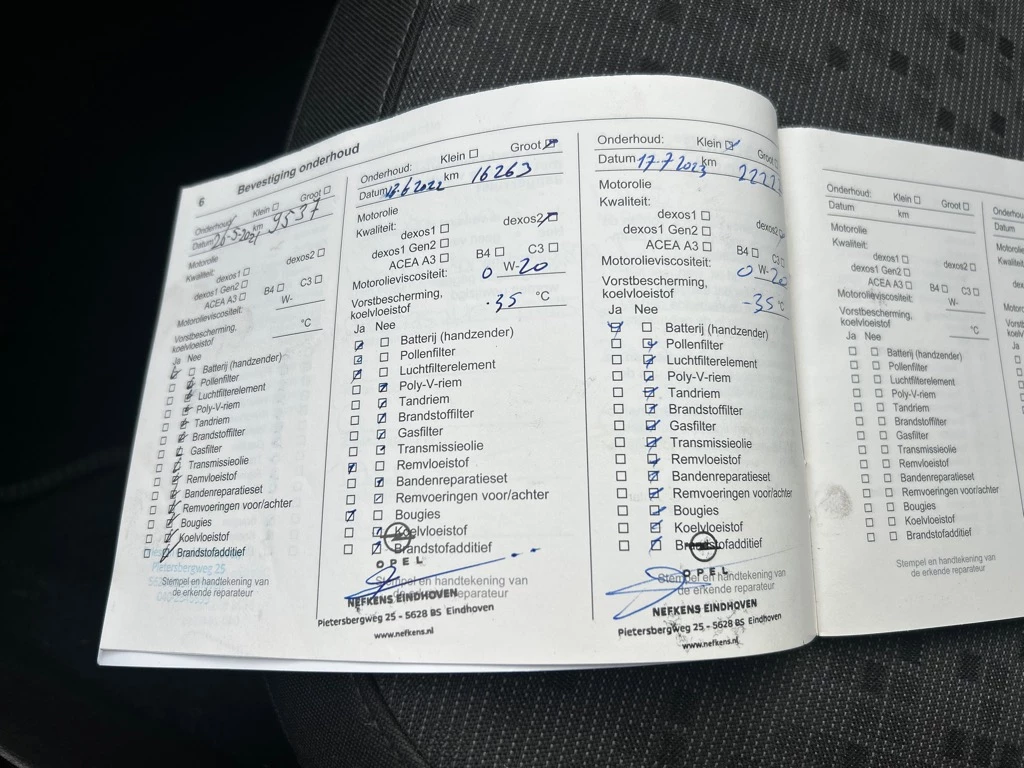 6 Bevestiging onderhoud
Onderhoud: Klein Groot
Datum 26-5-2021 km 9537
Motorolie
Kwaliteit:
dexos1 dexos2
dexos1 Gen2
ACEA A3 B4 C3
Motorolieviscositeit: W-
Vorstbescherming,
koelvloeistof °C
Ja Nee
Batterij (handzender)
Pollenfilter
Luchtfilterelement
Poly-V-riem
Tandriem
Brandstoffilter
Gasfilter
Transmissieolie
Remvloeistof
Bandenreparatieset
Remvoeringen voor/achter
Bougies
Koelvloeistof
Brandstofadditief
Pietersbergweg 25
Stempel en handtekening van
de erkende reparateur
Onderhoud: Klein Groot
Datum 6 2022 km 16263
Motorolie
Kwaliteit:
dexos1 dexos2
dexos1 Gen2
ACEA A3 B4 C3
Motorolieviscositeit: 0 W-20
Vorstbescherming,
koelvloeistof -35 °C
Ja Nee
Batterij (handzender)
Pollenfilter
Luchtfilterelement
Poly-V-riem
Tandriem
Brandstoffilter
Gasfilter
Transmissieolie
Remvloeistof
Bandenreparatieset
Remvoeringen voor/achter
Bougies
Koelvloeistof
Brandstofadditief
OPEL
Stempel en handtekening van
de erkende reparateur
NEFKENS EINDHOVEN
Pietersbergweg 25 - 5628 BS Eindhoven
www.nefkens.nl
Onderhoud: Klein Groot
Datum 17-7 2023 km 2222
Motorolie
Kwaliteit:
dexos1 dexos2
dexos1 Gen2
ACEA A3 B4 C3
Motorolieviscositeit: 0 W-20
Vorstbescherming,
koelvloeistof -35 °C
Ja Nee
Batterij (handzender)
Pollenfilter
Luchtfilterelement
Poly-V-riem
Tandriem
Brandstoffilter
Gasfilter
Transmissieolie
Remvloeistof
Bandenreparatieset
Remvoeringen voor/achter
Bougies
Koelvloeistof
Brandstofadditief
OPEL
Stempel en handtekening van
de erkende reparateur
NEFKENS EINDHOVEN
Pietersbergweg 25 - 5628 BS Eindhoven
www.nefkens.nl
Onderhoud: Klein Groot
Datum km
Motorolie
Kwaliteit:
dexos1 dexos2
dexos1 Gen2
ACEA A3 B4 C3
Motorolieviscositeit: W-
Vorstbescherming,
koelvloeistof °C
Ja Nee
Batterij (handzender)
Pollenfilter
Luchtfilterelement
Poly-V-riem
Tandriem
Brandstoffilter
Gasfilter
Transmissieolie
Remvloeistof
Bandenreparatieset
Remvoeringen voor/achter
Bougies
Koelvloeistof
Brandstofadditief
Stempel en handtekening van
de erkende reparateur
Datum
Ja